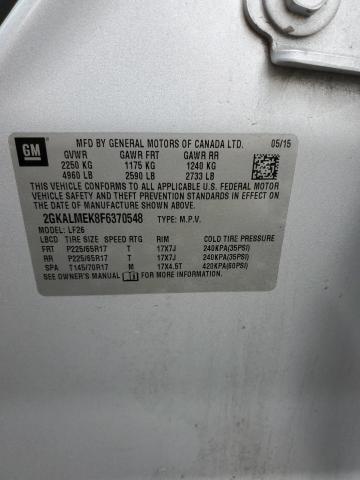 GM
MFD BY GENERAL MOTORS OF CANADA LTD. 05/15
GVWR GAWR FRT GAWR RR
2250 KG 1175 KG 1240 KG
4960 LB 2590 LB 2733 LB
THIS VEHICLE CONFORMS TO ALL APPLICABLE U.S. FEDERAL MOTOR
VEHICLE SAFETY AND THEFT PREVENTION STANDARDS IN EFFECT ON
THE DATE OF MANUFACTURE SHOWN ABOVE.
2GKALMEK8F6370548 TYPE: M.P.V.
MODEL: LF26
LBCD TIRE SIZE SPEED RTG RIM COLD TIRE PRESSURE
FRT P225/65R17 T 17X7J 240KPA(35PSI)
RR P225/65R17 T 17X7J 240KPA(35PSI)
SPA T145/70R17 M 17X4.5T 420KPA(60PSI)
SEE OWNER'S MANUAL FOR MORE INFORMATION.